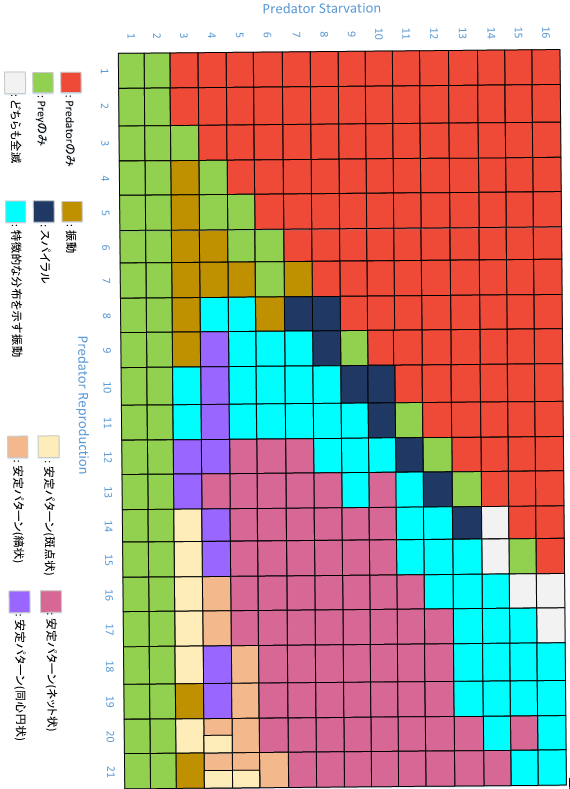 Predator Starvation
1 2 3 4 5 6 7 8 9 10 11 12 13 14 15 16
1 2 3 4 5 6 7 8 9 10 11 12 13 14 15 16 17 18 19 20 21
Predator Reproduction
：Predatorのみ
：Preyのみ
：どちらも全滅
：振動
：スパイラル
：特徴的な分布を示す振動
：安定パターン(斑点状)
：安定パターン(縞状)
：安定パターン(ネット状)
：安定パターン(同心円状)